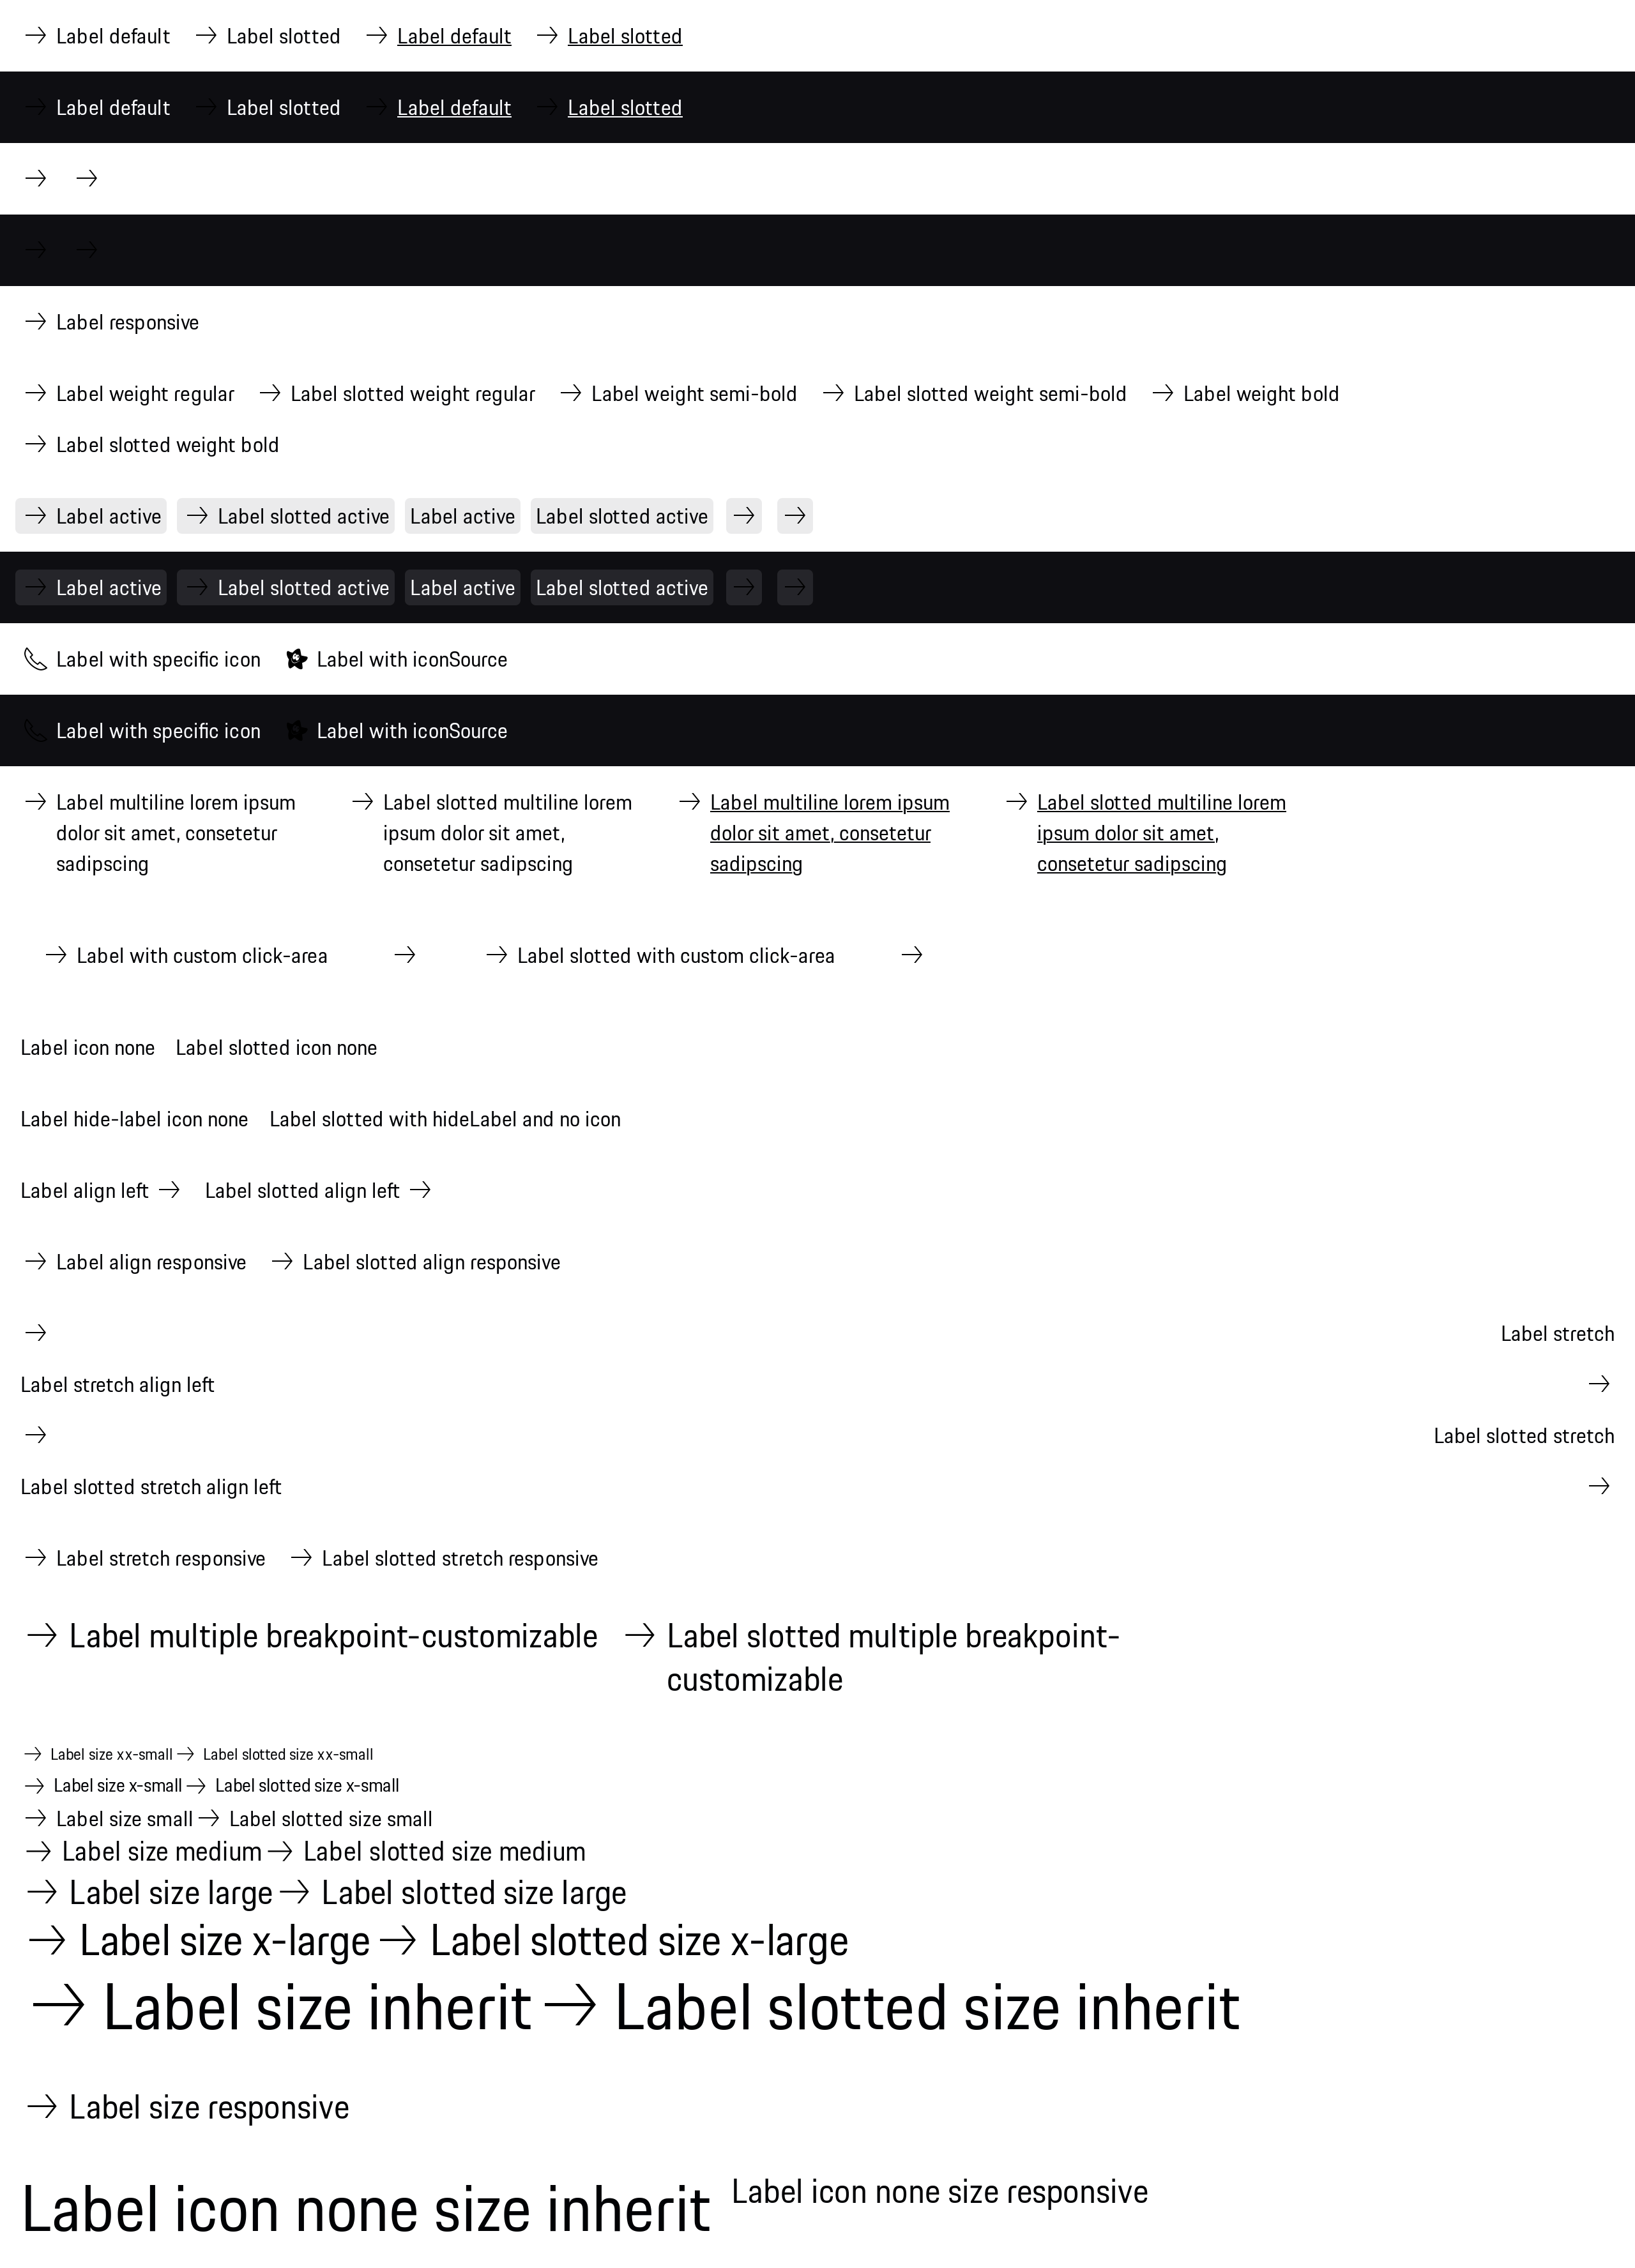 Label default Label slotted Label default Label slotted
Label default Label slotted Label default Label slotted
Label responsive
Label weight regular Label slotted weight regular Label weight semi-bold Label slotted weight semi-bold Label weight bold
Label slotted weight bold
Label active Label slotted active Label active Label slotted active
Label active Label slotted active Label active Label slotted active
Label with specific icon Label with iconSource
Label with specific icon Label with iconSource
Label multiline lorem ipsum dolor sit amet, consetetur sadipscing
Label slotted multiline lorem ipsum dolor sit amet, consetetur sadipscing
Label multiline lorem ipsum dolor sit amet, consetetur sadipscing
Label slotted multiline lorem ipsum dolor sit amet, consetetur sadipscing
Label with custom click-area Label slotted with custom click-area
Label icon none Label slotted icon none
Label hide-label icon none Label slotted with hideLabel and no icon
Label align left Label slotted align left
Label align responsive Label slotted align responsive
Label stretch
Label stretch align left
Label slotted stretch
Label slotted stretch align left
Label stretch responsive Label slotted stretch responsive
Label multiple breakpoint-customizable Label slotted multiple breakpoint-
customizable
Label size xx-small Label slotted size xx-small
Label size x-small Label slotted size x-small
Label size small Label slotted size small
Label size medium Label slotted size medium
Label size large Label slotted size large
Label size x-large Label slotted size x-large
Label size inherit Label slotted size inherit
Label size responsive
Label icon none size inherit Label icon none size responsive